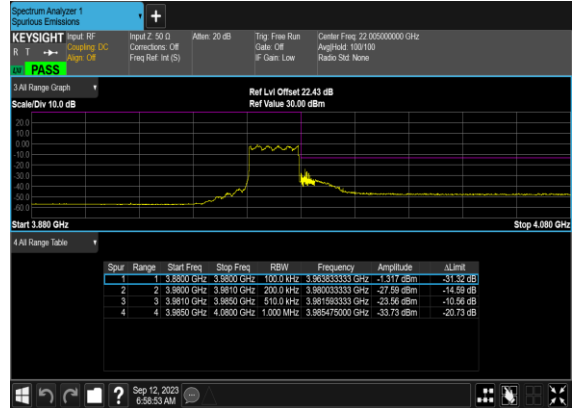 Spectrum Analyzer 1
Spurious Emissions
KEYSIGHT Input: RF Input Z: 50 Ω Atten: 20 dB Trig: Free Run Center Freq: 22.005000000 GHz
R T Coupling: DC Corrections: Off Gate: Off Avg|Hold: 100/100
Align: Off Freq Ref: Int (S) IF Gain: Low Radio Std: None
LW PASS
3 All Range Graph
Ref Lvl Offset 22.43 dB
Scale/Div 10.0 dB Ref Value 30.00 dBm
20.0
10.0
0.00
-10.0
-20.0
-30.0
-40.0
-50.0
-60.0
Start 3.880 GHz Stop 4.080 GHz
4 All Range Table
Spur Range Start Freq Stop Freq RBW Frequency Amplitude ΔLimit
1 1 3.8800 GHz 3.9800 GHz 100.0 kHz 3.963833333 GHz -1.317 dBm -31.32 dB
2 2 3.9800 GHz 3.9810 GHz 200.0 kHz 3.980033333 GHz -27.59 dBm -14.59 dB
3 3 3.9810 GHz 3.9850 GHz 510.0 kHz 3.981593333 GHz -23.56 dBm -10.56 dB
4 4 3.9850 GHz 4.0800 GHz 1.000 MHz 3.985475000 GHz -33.73 dBm -20.73 dB
? Sep 12, 2023
6:58:53 AM